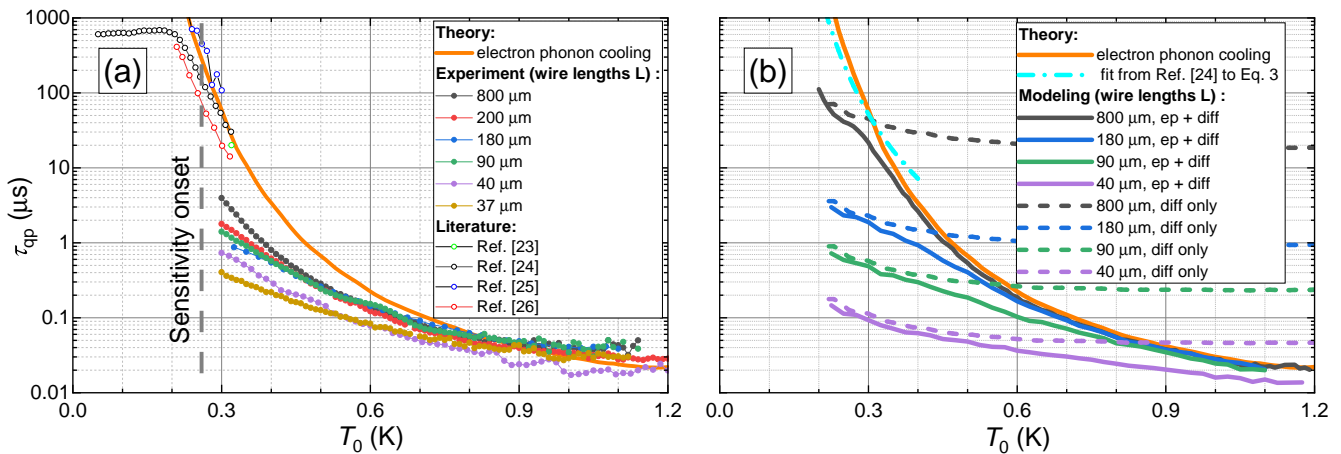 1000
100
10
1
0.1
0.01
τqp (μs)
0.0
0.3
0.6
0.9
1.2
T0 (K)
(a)
Sensitivity onset
Theory:
electron phonon cooling
Experiment (wire lengths L) :
800 μm
200 μm
180 μm
90 μm
40 μm
37 μm
Literature:
Ref. [23]
Ref. [24]
Ref. [25]
Ref. [26]
(b)
Theory:
electron phonon cooling
fit from Ref. [24] to Eq. 3
Modeling (wire lengths L) :
800 μm, ep + diff
180 μm, ep + diff
90 μm, ep + diff
40 μm, ep + diff
800 μm, diff only
180 μm, diff only
90 μm, diff only
40 μm, diff only
0.0
0.3
0.6
0.9
1.2
T0 (K)